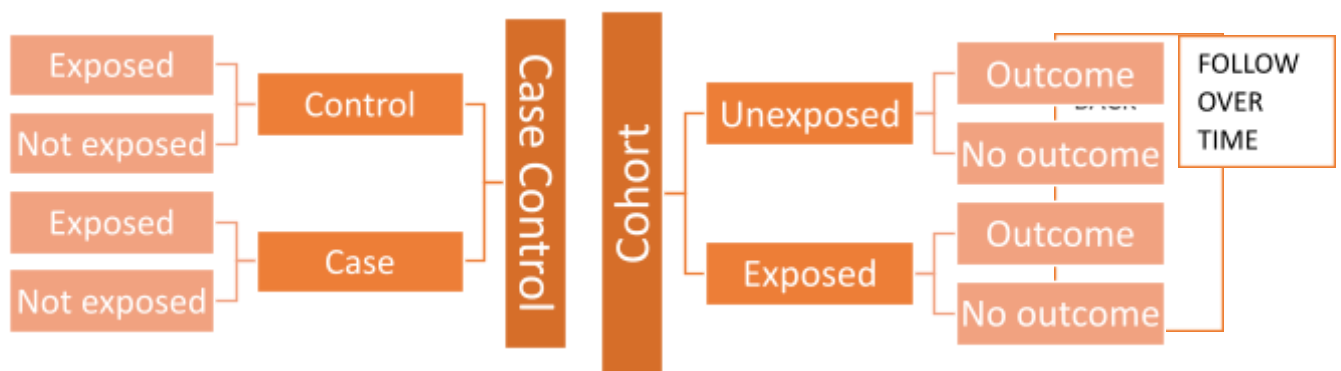 Exposed
Not exposed
Exposed
Not exposed
Control
Case
Case Control
Cohort
Unexposed
Exposed
Outcome
No outcome
Outcome
No outcome
FOLLOW
OVER
TIME